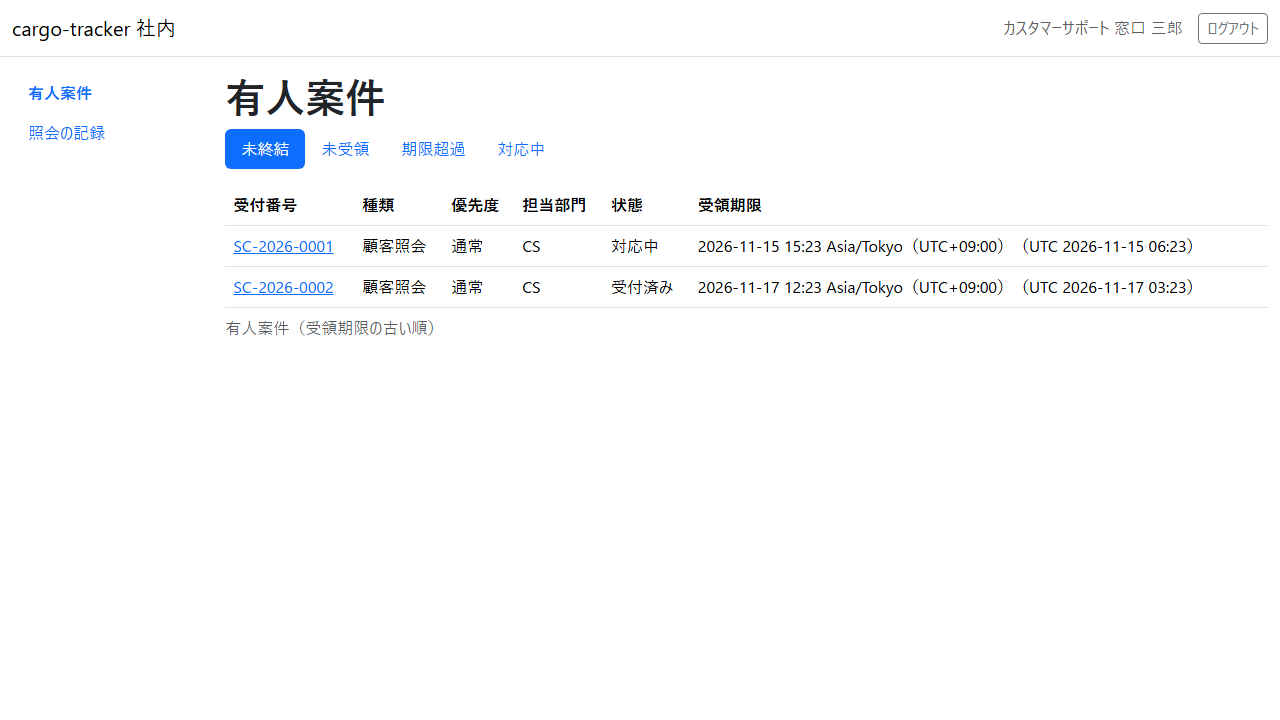 cargo-tracker 社内
カスタマーサポート 窓口 三郎 ログアウト
有人案件
照会の記録
有人案件
未終結 未受領 期限超過 対応中
受付番号 種類 優先度 担当部門 状態 受領期限
SC-2026-0001 顧客照会 通常 CS 対応中 2026-11-15 15:23 Asia/Tokyo（UTC+09:00）（UTC 2026-11-15 06:23）
SC-2026-0002 顧客照会 通常 CS 受付済み 2026-11-17 12:23 Asia/Tokyo（UTC+09:00）（UTC 2026-11-17 03:23）
有人案件（受領期限の古い順）